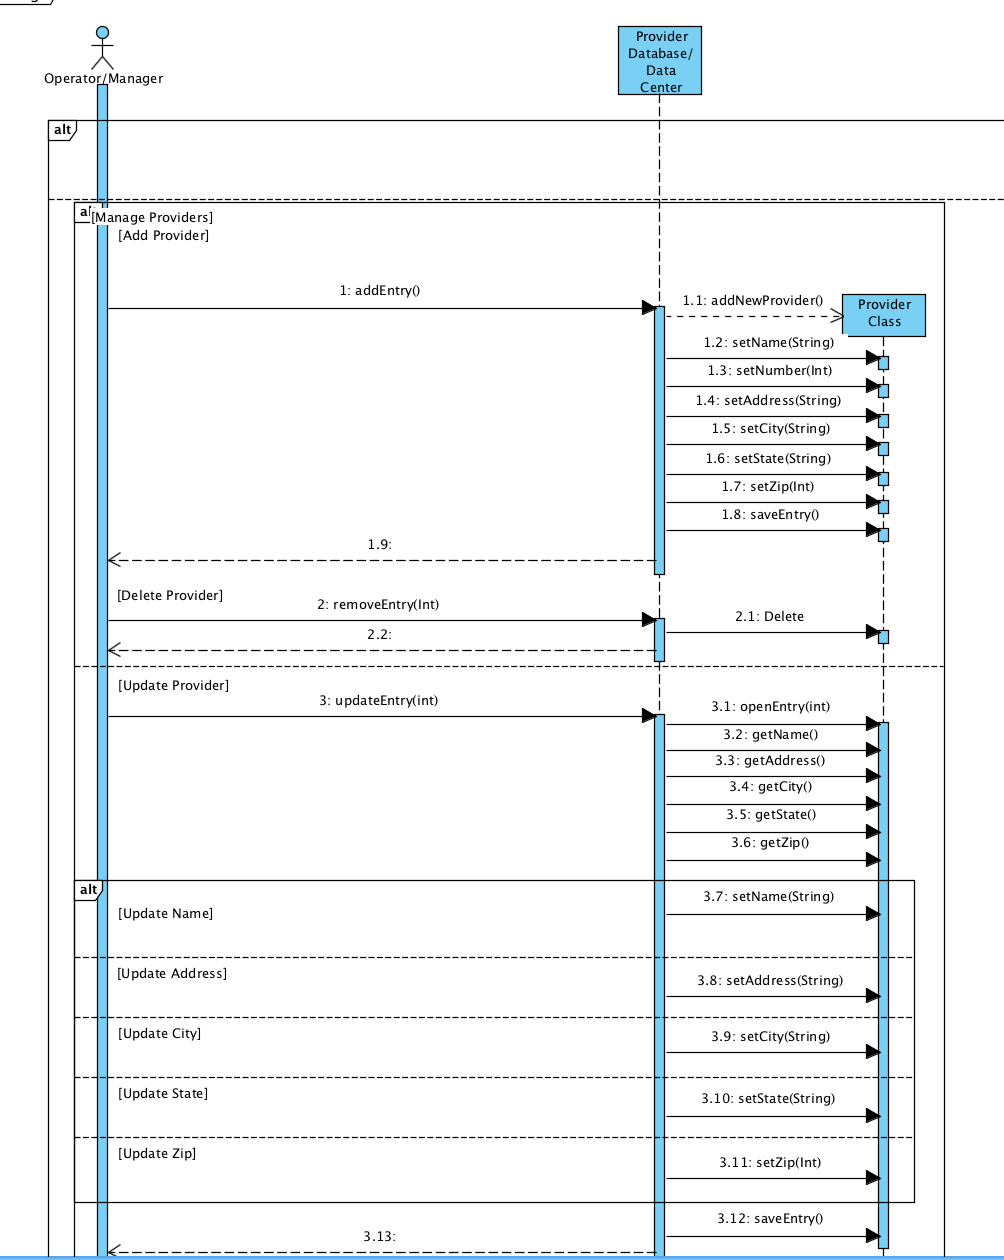 Operator/Manager
Provider
Database/
Data
Center
alt
[Manage Providers]
[Add Provider]
1: addEntry()
1.1: addNewProvider()
Provider
Class
1.2: setName(String)
1.3: setNumber(Int)
1.4: setAddress(String)
1.5: setCity(String)
1.6: setState(String)
1.7: setZip(Int)
1.8: saveEntry()
1.9:
[Delete Provider]
2: removeEntry(Int)
2.1: Delete
2.2:
[Update Provider]
3: updateEntry(int)
3.1: openEntry(int)
3.2: getName()
3.3: getAddress()
3.4: getCity()
3.5: getState()
3.6: getZip()
alt
3.7: setName(String)
[Update Name]
[Update Address]
3.8: setAddress(String)
[Update City]
3.9: setCity(String)
[Update State]
3.10: setState(String)
[Update Zip]
3.11: setZip(Int)
3.12: saveEntry()
3.13: